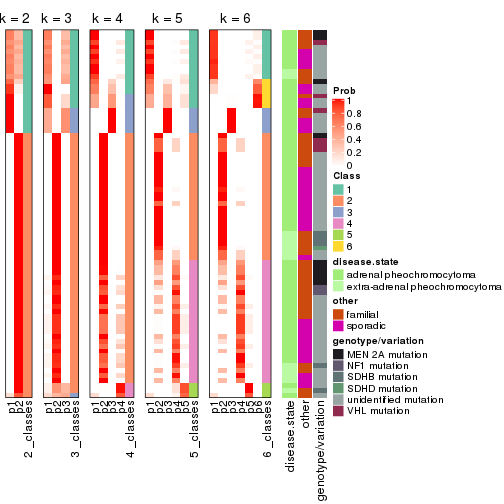 k = 2 k = 3 k = 4 k = 5 k = 6
Prob
1
0.8
0.6
0.4
0.2
0
Class
1
2
3
4
5
6
disease.state
adrenal pheochromocytoma
extra-adrenal pheochromocytoma
other
familial
sporadic
genotype/variation
MEN 2A mutation
NF1 mutation
SDHB mutation
SDHD mutation
unidentified mutation
VHL mutation
p1
p2
2_classes
p1
p2
p3
3_classes
p1
p2
p3
p4
4_classes
p1
p2
p3
p4
p5
5_classes
p1
p2
p3
p4
p5
p6
6_classes
disease.state
other
genotype/variation